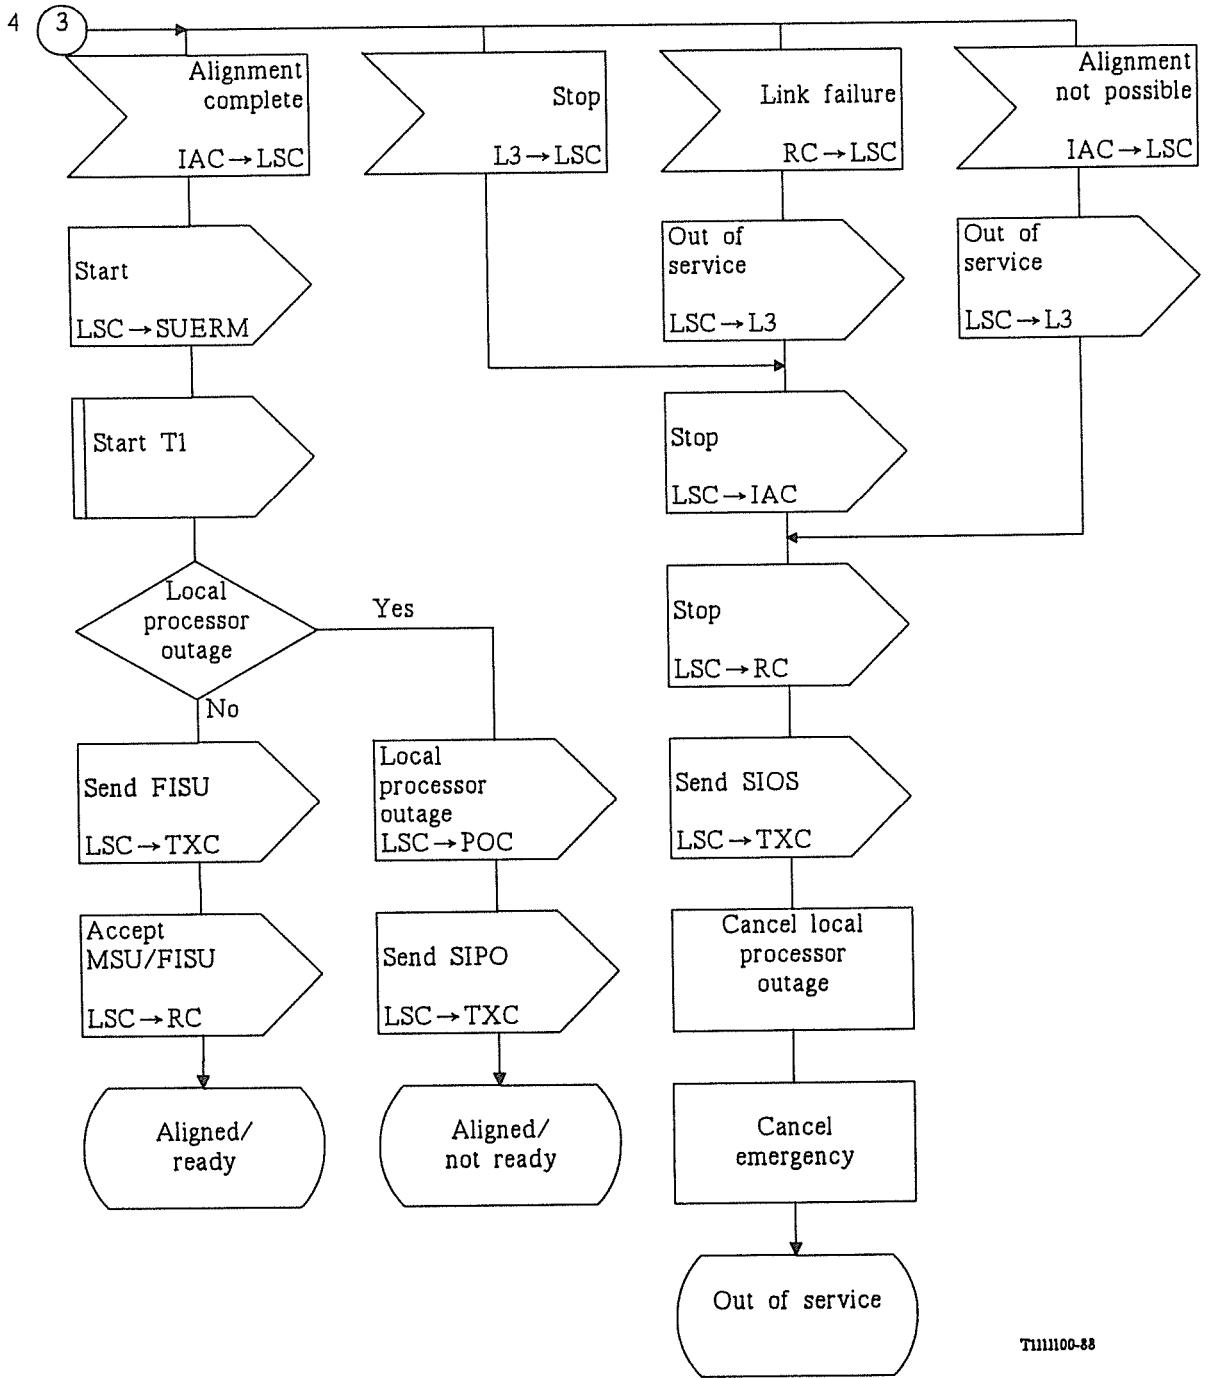 4
3
Alignment
complete
IAC→LSC
Stop
L3→LSC
Link failure
RC→LSC
Alignment
not possible
IAC→LSC
Start
LSC→SUERM
Out of
service
LSC→L3
Out of
service
LSC→L3
Start T1
Stop
LSC→IAC
Local
processor
outage
Yes
No
Stop
LSC→RC
Send FISU
LSC→TXC
Local
processor
outage
LSC→POC
Send SIOS
LSC→TXC
Accept
MSU/FISU
LSC→RC
Send SIPO
LSC→TXC
Cancel local
processor
outage
Aligned/
ready
Aligned/
not ready
Cancel
emergency
Out of service
T1111100-88